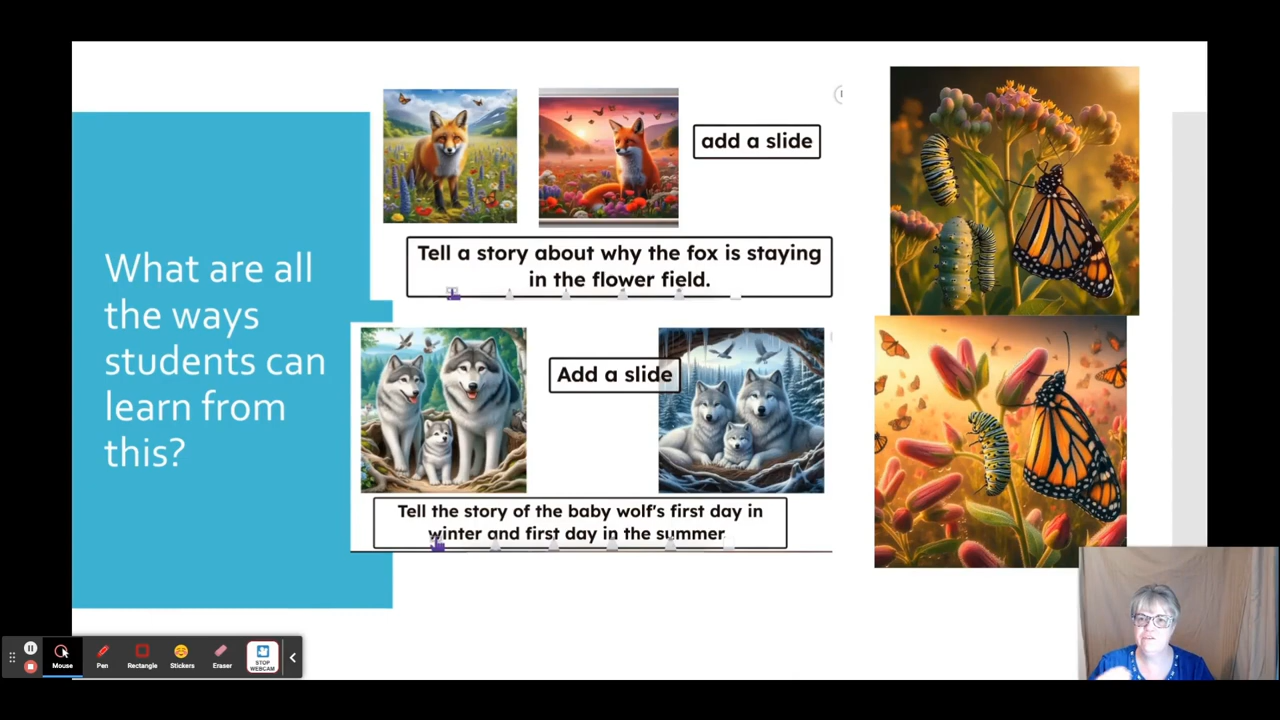 What are all
the ways
students can
learn from
this?
add a slide
Tell a story about why the fox is staying
in the flower field.
Add a slide
Tell the story of the baby wolf's first day in
winter and first day in the summer
Mouse
Pen
Rectangle
Stickers
Eraser
STOP
WEBCAM